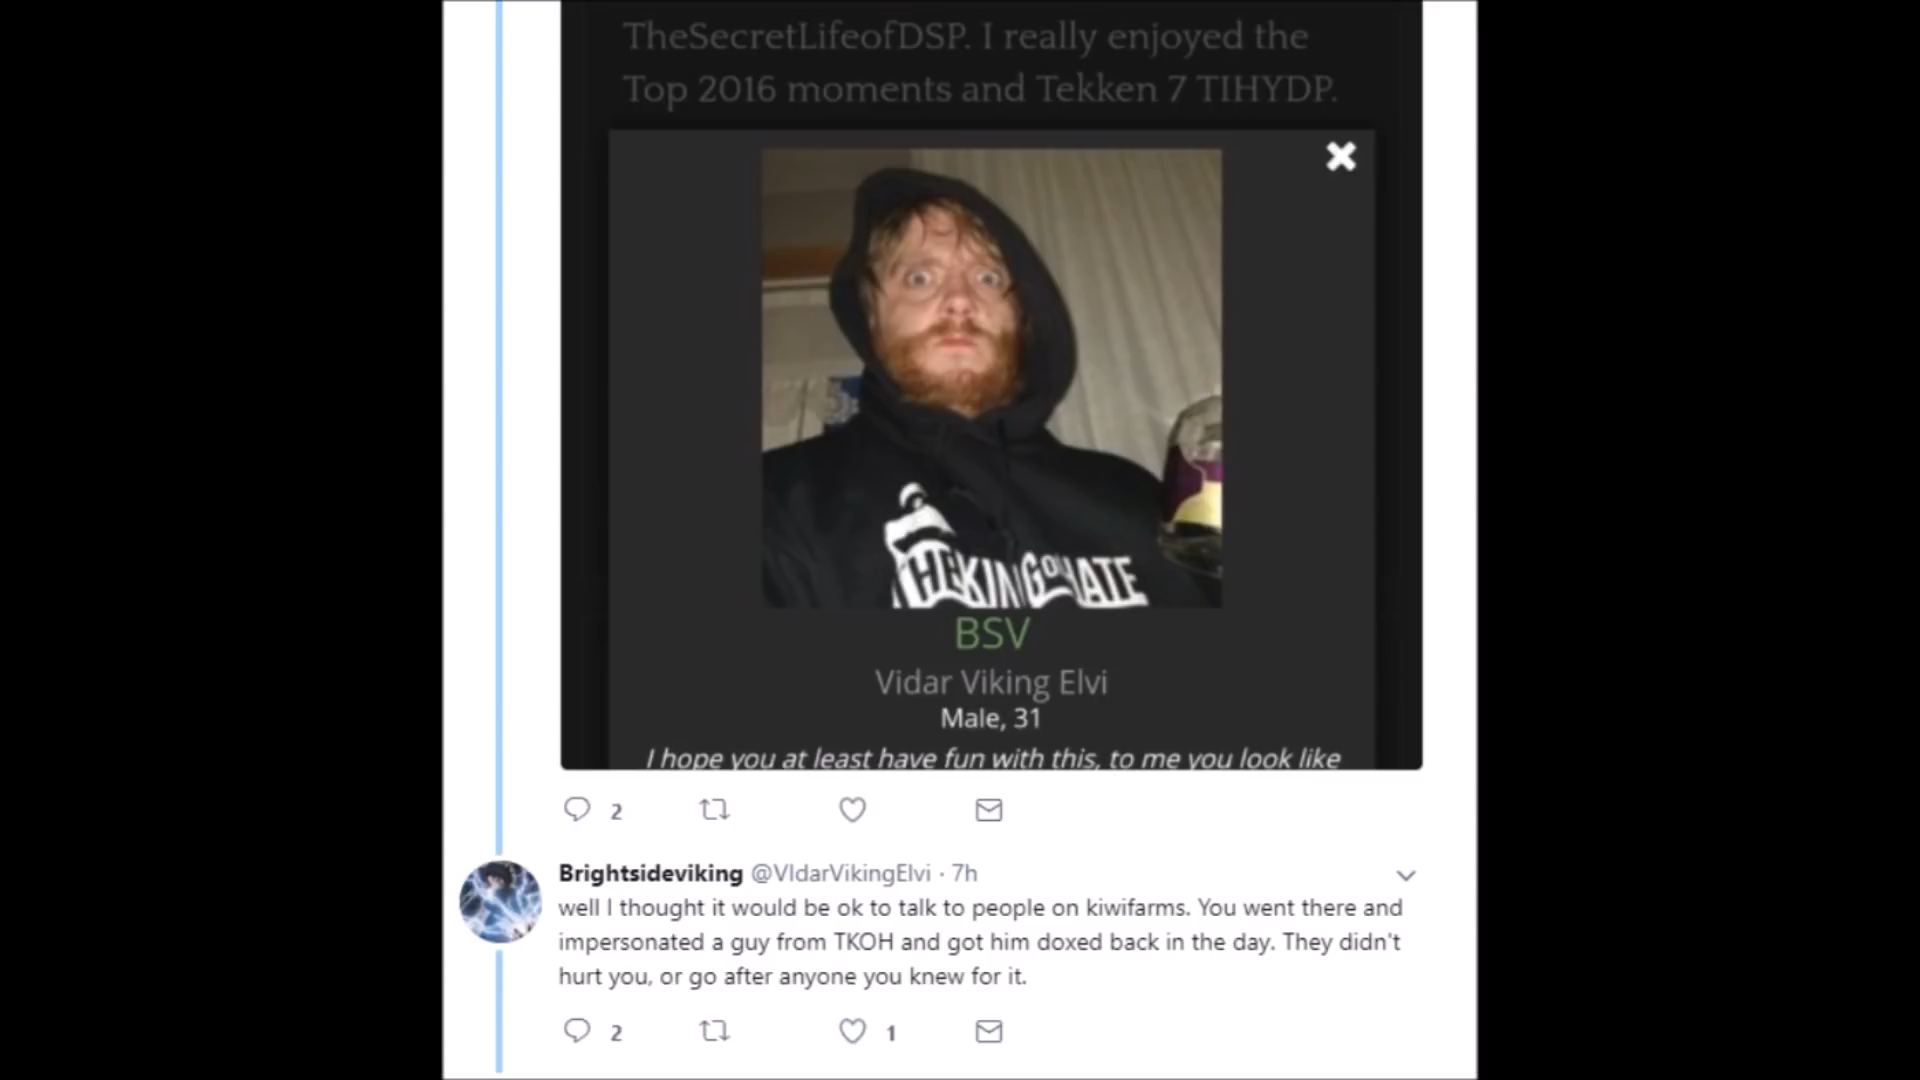 TheSecretLifeofDSP. I really enjoyed the
Top 2016 moments and Tekken 7 TIHYDP.
THEKINGOFHATE
BSV
Vidar Viking Elvi
Male, 31
I hope you at least have fun with this, to me you look like
2
Brightsideviking @VIdarVikingElvi · 7h
well I thought it would be ok to talk to people on kiwifarms. You went there and
impersonated a guy from TKOH and got him doxed back in the day. They didn't
hurt you, or go after anyone you knew for it.
2 1